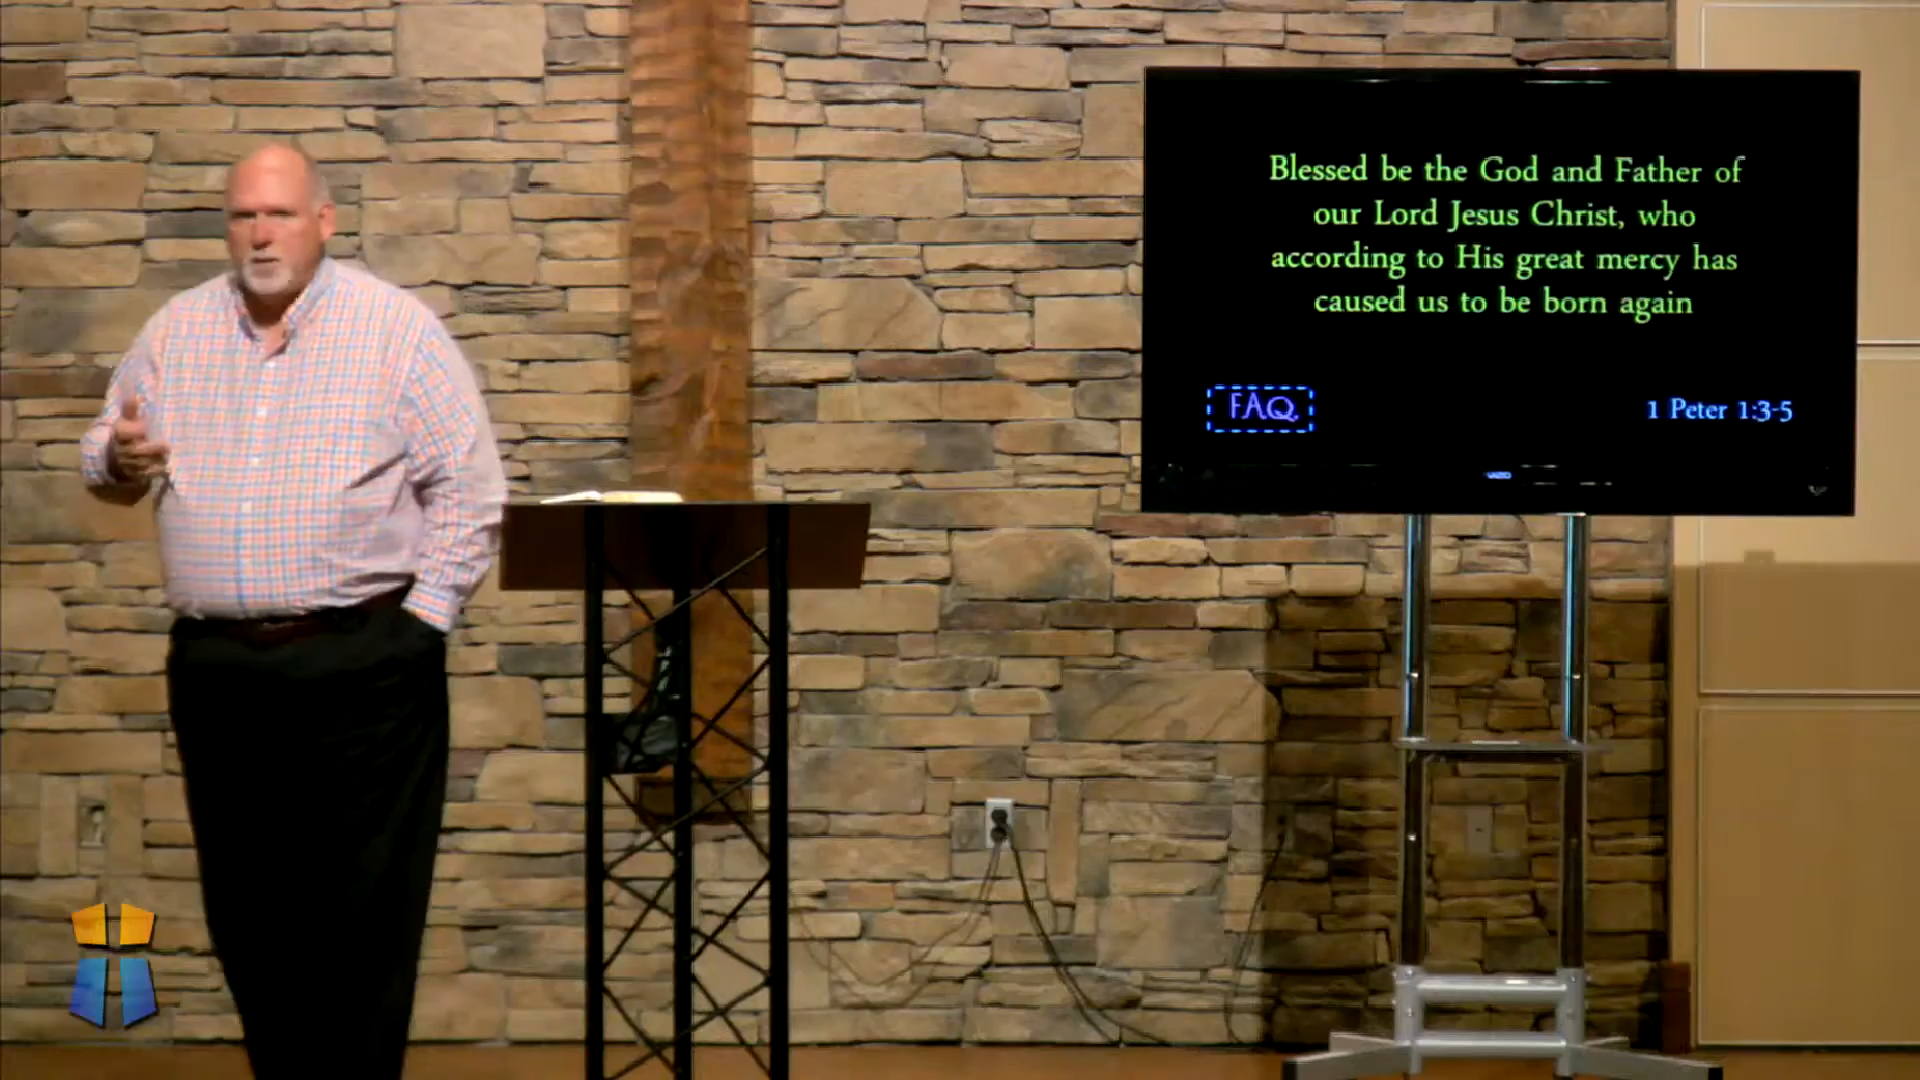 Blessed be the God and Father of
our Lord Jesus Christ, who
according to His great mercy has
caused us to be born again
FAQ
1 Peter 1:3-5
VIZIO